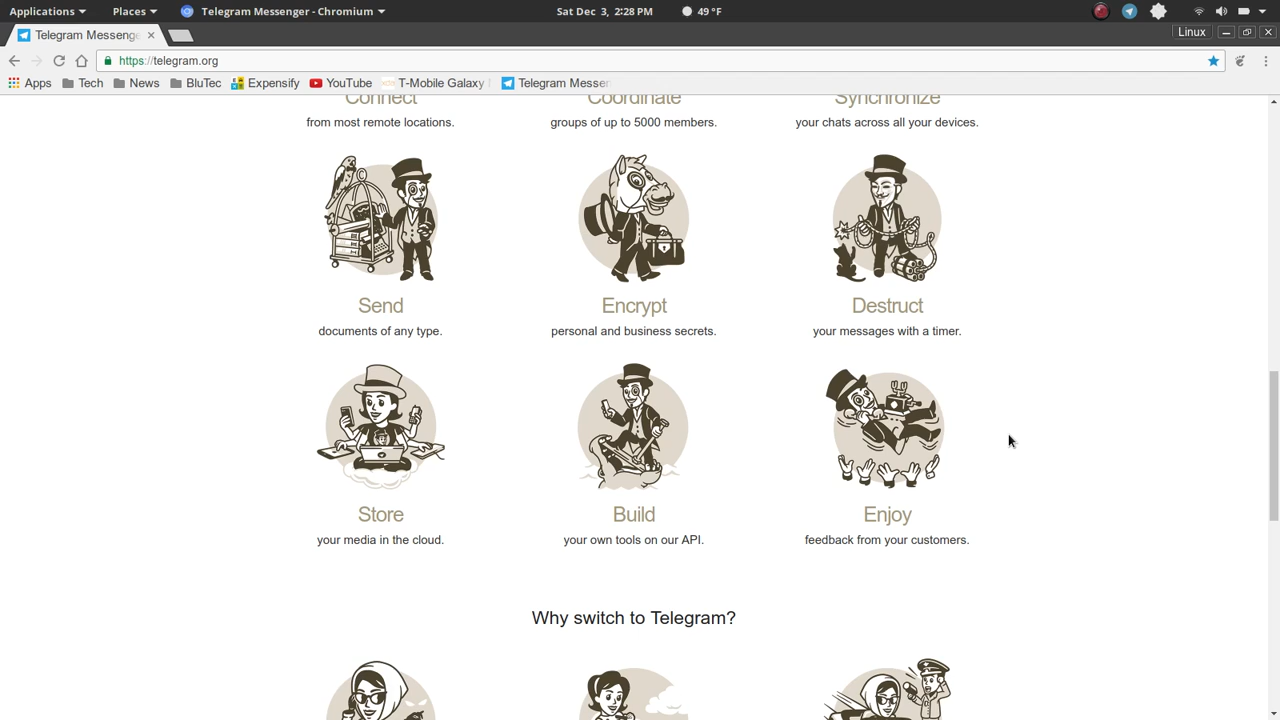 Applications Places Telegram Messenger - Chromium Sat Dec 3, 2:28 PM 49 °F
Telegram Messenge Linux
https://telegram.org
Apps Tech News BluTec Expensify YouTube T-Mobile Galaxy Telegram Messen
Connect Coordinate Synchronize
from most remote locations. groups of up to 5000 members. your chats across all your devices.
Send Encrypt Destruct
documents of any type. personal and business secrets. your messages with a timer.
Store Build Enjoy
your media in the cloud. your own tools on our API. feedback from your customers.
Why switch to Telegram?